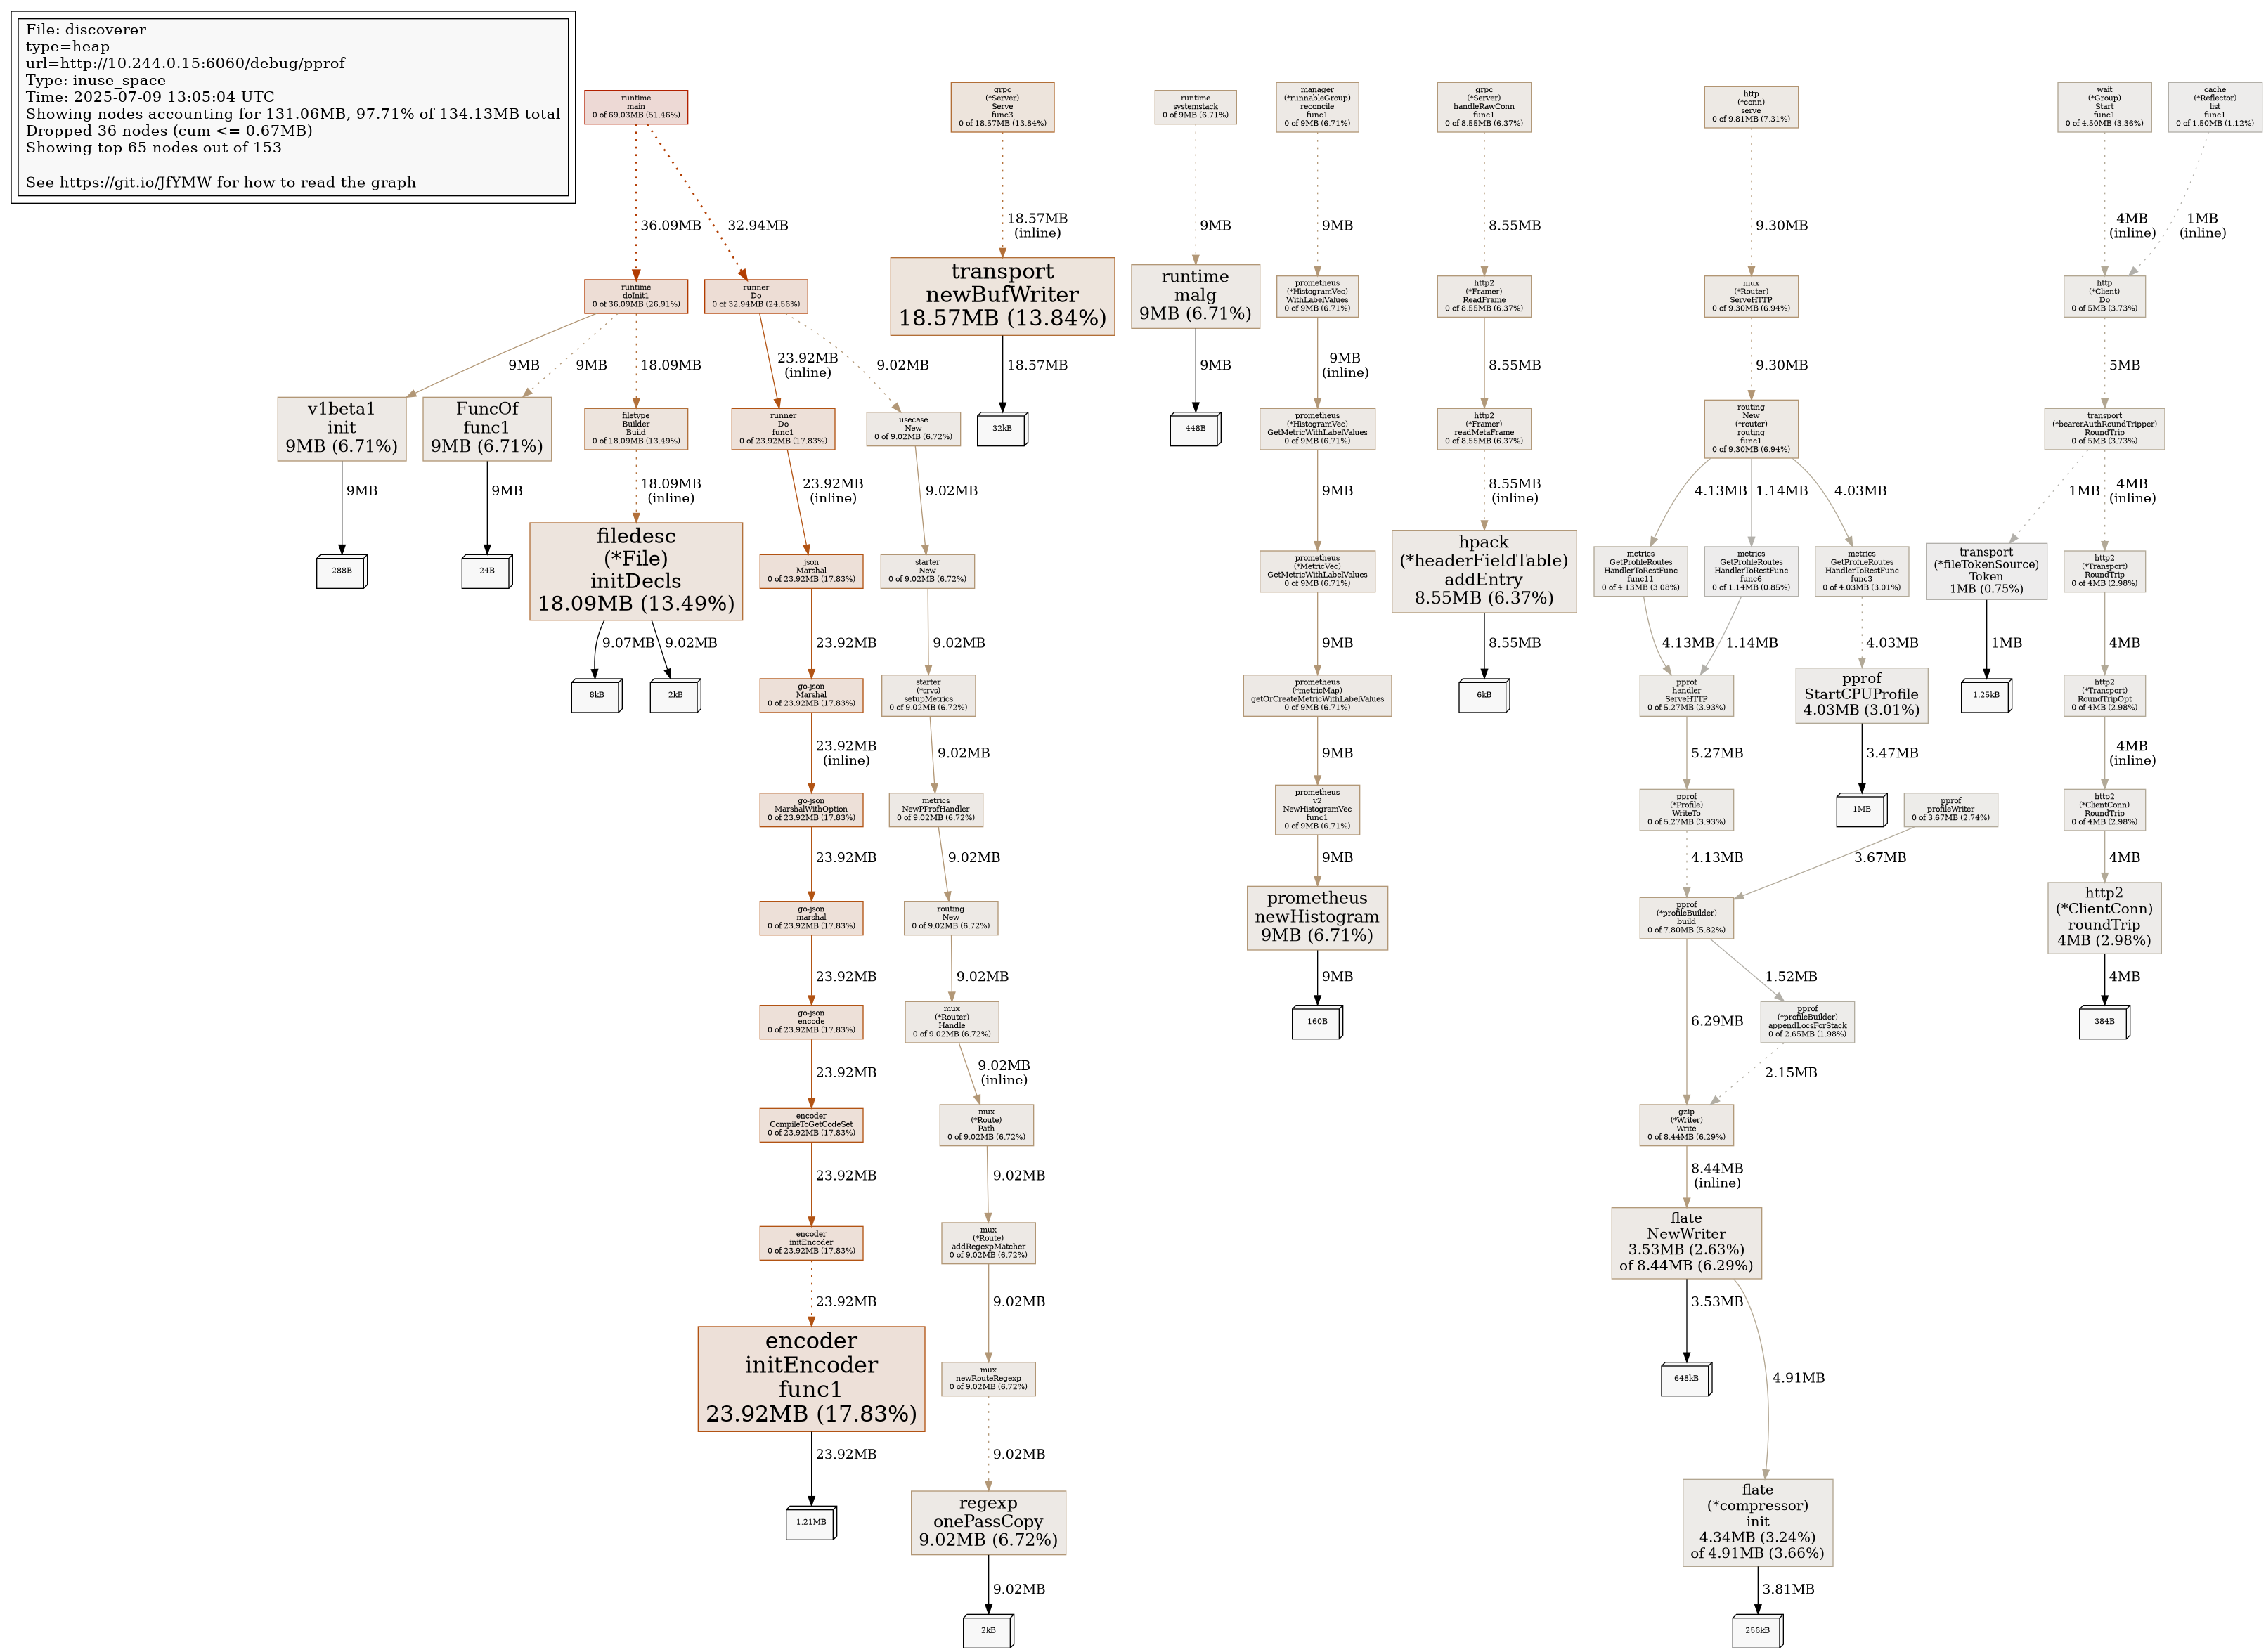 File: discoverer
type=heap
url=http://10.244.0.15:6060/debug/pprof
Type: inuse_space
Time: 2025-07-09 13:05:04 UTC
Showing nodes accounting for 131.06MB, 97.71% of 134.13MB total
Dropped 36 nodes (cum <= 0.67MB)
Showing top 65 nodes out of 153
See https://git.io/JfYMW for how to read the graph
runtime
main
0 of 69.03MB (51.46%)
36.09MB
32.94MB
runtime
doInit1
0 of 36.09MB (26.91%)
9MB
9MB
18.09MB
v1beta1
init
9MB (6.71%)
9MB
288B
FuncOf
func1
9MB (6.71%)
9MB
24B
filetype
Builder
Build
0 of 18.09MB (13.49%)
18.09MB
(inline)
filedesc
(*File)
initDecls
18.09MB (13.49%)
9.07MB
9.02MB
8kB
2kB
runner
Do
0 of 32.94MB (24.56%)
23.92MB
(inline)
9.02MB
runner
Do
func1
0 of 23.92MB (17.83%)
23.92MB
(inline)
json
Marshal
0 of 23.92MB (17.83%)
23.92MB
go-json
Marshal
0 of 23.92MB (17.83%)
23.92MB
(inline)
go-json
MarshalWithOption
0 of 23.92MB (17.83%)
23.92MB
go-json
marshal
0 of 23.92MB (17.83%)
23.92MB
go-json
encode
0 of 23.92MB (17.83%)
23.92MB
encoder
CompileToGetCodeSet
0 of 23.92MB (17.83%)
23.92MB
encoder
initEncoder
0 of 23.92MB (17.83%)
23.92MB
encoder
initEncoder
func1
23.92MB (17.83%)
23.92MB
1.21MB
usecase
New
0 of 9.02MB (6.72%)
9.02MB
starter
New
0 of 9.02MB (6.72%)
9.02MB
starter
(*srvs)
setupMetrics
0 of 9.02MB (6.72%)
9.02MB
metrics
NewPProfHandler
0 of 9.02MB (6.72%)
9.02MB
routing
New
0 of 9.02MB (6.72%)
9.02MB
mux
(*Router)
Handle
0 of 9.02MB (6.72%)
9.02MB
(inline)
mux
(*Route)
Path
0 of 9.02MB (6.72%)
9.02MB
mux
(*Route)
addRegexpMatcher
0 of 9.02MB (6.72%)
9.02MB
mux
newRouteRegexp
0 of 9.02MB (6.72%)
9.02MB
regexp
onePassCopy
9.02MB (6.72%)
9.02MB
2kB
grpc
(*Server)
Serve
func3
0 of 18.57MB (13.84%)
18.57MB
(inline)
transport
newBufWriter
18.57MB (13.84%)
18.57MB
32kB
runtime
systemstack
0 of 9MB (6.71%)
9MB
runtime
malg
9MB (6.71%)
9MB
448B
manager
(*runnableGroup)
reconcile
func1
0 of 9MB (6.71%)
9MB
prometheus
(*HistogramVec)
WithLabelValues
0 of 9MB (6.71%)
9MB
(inline)
prometheus
(*HistogramVec)
GetMetricWithLabelValues
0 of 9MB (6.71%)
9MB
prometheus
(*MetricVec)
GetMetricWithLabelValues
0 of 9MB (6.71%)
9MB
prometheus
(*metricMap)
getOrCreateMetricWithLabelValues
0 of 9MB (6.71%)
9MB
prometheus
v2
NewHistogramVec
func1
0 of 9MB (6.71%)
9MB
prometheus
newHistogram
9MB (6.71%)
9MB
160B
grpc
(*Server)
handleRawConn
func1
0 of 8.55MB (6.37%)
8.55MB
http2
(*Framer)
ReadFrame
0 of 8.55MB (6.37%)
8.55MB
http2
(*Framer)
readMetaFrame
0 of 8.55MB (6.37%)
8.55MB
(inline)
hpack
(*headerFieldTable)
addEntry
8.55MB (6.37%)
8.55MB
6kB
http
(*conn)
serve
0 of 9.81MB (7.31%)
9.30MB
mux
(*Router)
ServeHTTP
0 of 9.30MB (6.94%)
9.30MB
routing
New
(*router)
routing
func1
0 of 9.30MB (6.94%)
4.13MB
1.14MB
4.03MB
metrics
GetProfileRoutes
HandlerToRestFunc
func11
0 of 4.13MB (3.08%)
metrics
GetProfileRoutes
HandlerToRestFunc
func6
0 of 1.14MB (0.85%)
metrics
GetProfileRoutes
HandlerToRestFunc
func3
0 of 4.03MB (3.01%)
4.13MB
1.14MB
4.03MB
pprof
handler
ServeHTTP
0 of 5.27MB (3.93%)
pprof
StartCPUProfile
4.03MB (3.01%)
5.27MB
3.47MB
pprof
(*Profile)
WriteTo
0 of 5.27MB (3.93%)
1MB
pprof
profileWriter
0 of 3.67MB (2.74%)
4.13MB
3.67MB
pprof
(*profileBuilder)
build
0 of 7.80MB (5.82%)
6.29MB
1.52MB
pprof
(*profileBuilder)
appendLocsForStack
0 of 2.65MB (1.98%)
2.15MB
gzip
(*Writer)
Write
0 of 8.44MB (6.29%)
8.44MB
(inline)
flate
NewWriter
3.53MB (2.63%)
of 8.44MB (6.29%)
3.53MB
648kB
4.91MB
flate
(*compressor)
init
4.34MB (3.24%)
of 4.91MB (3.66%)
3.81MB
256kB
wait
(*Group)
Start
func1
0 of 4.50MB (3.36%)
cache
(*Reflector)
list
func1
0 of 1.50MB (1.12%)
4MB
(inline)
1MB
(inline)
http
(*Client)
Do
0 of 5MB (3.73%)
5MB
transport
(*bearerAuthRoundTripper)
RoundTrip
0 of 5MB (3.73%)
1MB
4MB
(inline)
transport
(*fileTokenSource)
Token
1MB (0.75%)
1MB
1.25kB
http2
(*Transport)
RoundTrip
0 of 4MB (2.98%)
4MB
http2
(*Transport)
RoundTripOpt
0 of 4MB (2.98%)
4MB
(inline)
http2
(*ClientConn)
RoundTrip
0 of 4MB (2.98%)
4MB
http2
(*ClientConn)
roundTrip
4MB (2.98%)
4MB
384B